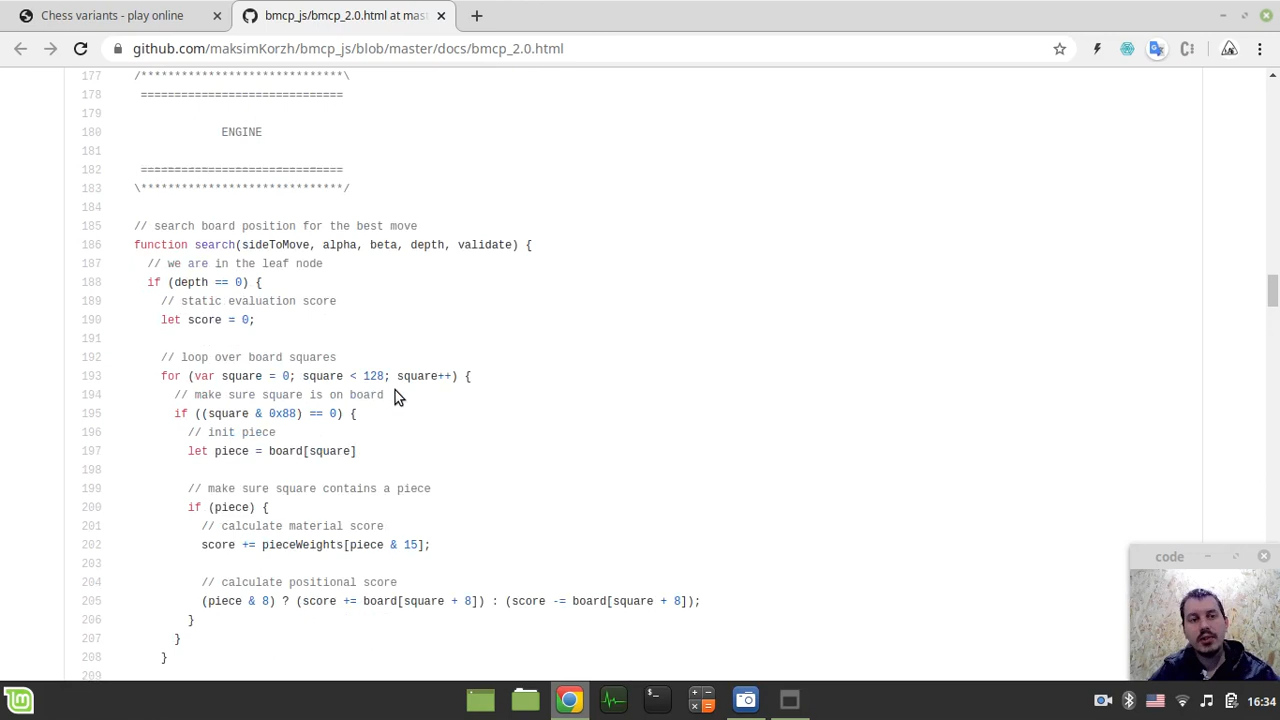 Chess variants - play online
bmcp_js/bmcp_2.0.html at mas
github.com/maksimKorzh/bmcp_js/blob/master/docs/bmcp_2.0.html
177 /******************************\
178 ==============================
179
180 ENGINE
181
182 ==============================
183 \******************************/
184
185 // search board position for the best move
186 function search(sideToMove, alpha, beta, depth, validate) {
187 // we are in the leaf node
188 if (depth == 0) {
189 // static evaluation score
190 let score = 0;
191
192 // loop over board squares
193 for (var square = 0; square < 128; square++) {
194 // make sure square is on board
195 if ((square & 0x88) == 0) {
196 // init piece
197 let piece = board[square]
198
199 // make sure square contains a piece
200 if (piece) {
201 // calculate material score
202 score += pieceWeights[piece & 15];
203
204 // calculate positional score
205 (piece & 8) ? (score += board[square + 8]) : (score -= board[square + 8]);
206 }
207 }
208 }
209
code
16:34